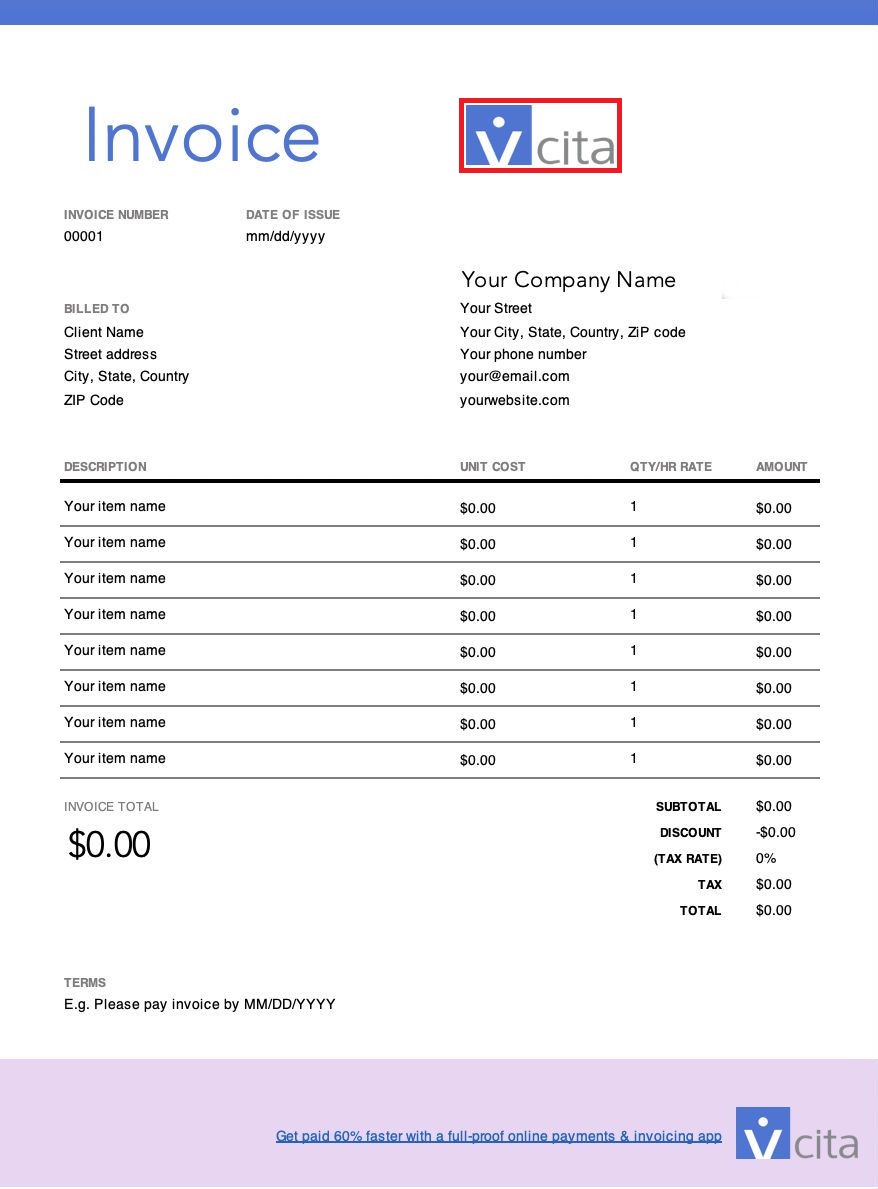 Invoice
vcita
INVOICE NUMBER DATE OF ISSUE
00001 mm/dd/yyyy
Your Company Name
BILLED TO Your Street
Client Name Your City, State, Country, ZiP code
Street address Your phone number
City, State, Country your@email.com
ZIP Code yourwebsite.com
DESCRIPTION UNIT COST QTY/HR RATE AMOUNT
Your item name $0.00 1 $0.00
Your item name $0.00 1 $0.00
Your item name $0.00 1 $0.00
Your item name $0.00 1 $0.00
Your item name $0.00 1 $0.00
Your item name $0.00 1 $0.00
Your item name $0.00 1 $0.00
Your item name $0.00 1 $0.00
INVOICE TOTAL SUBTOTAL $0.00
$0.00 DISCOUNT -$0.00
(TAX RATE) 0%
TAX $0.00
TOTAL $0.00
TERMS
E.g. Please pay invoice by MM/DD/YYYY
Get paid 60% faster with a full-proof online payments & invoicing app vcita